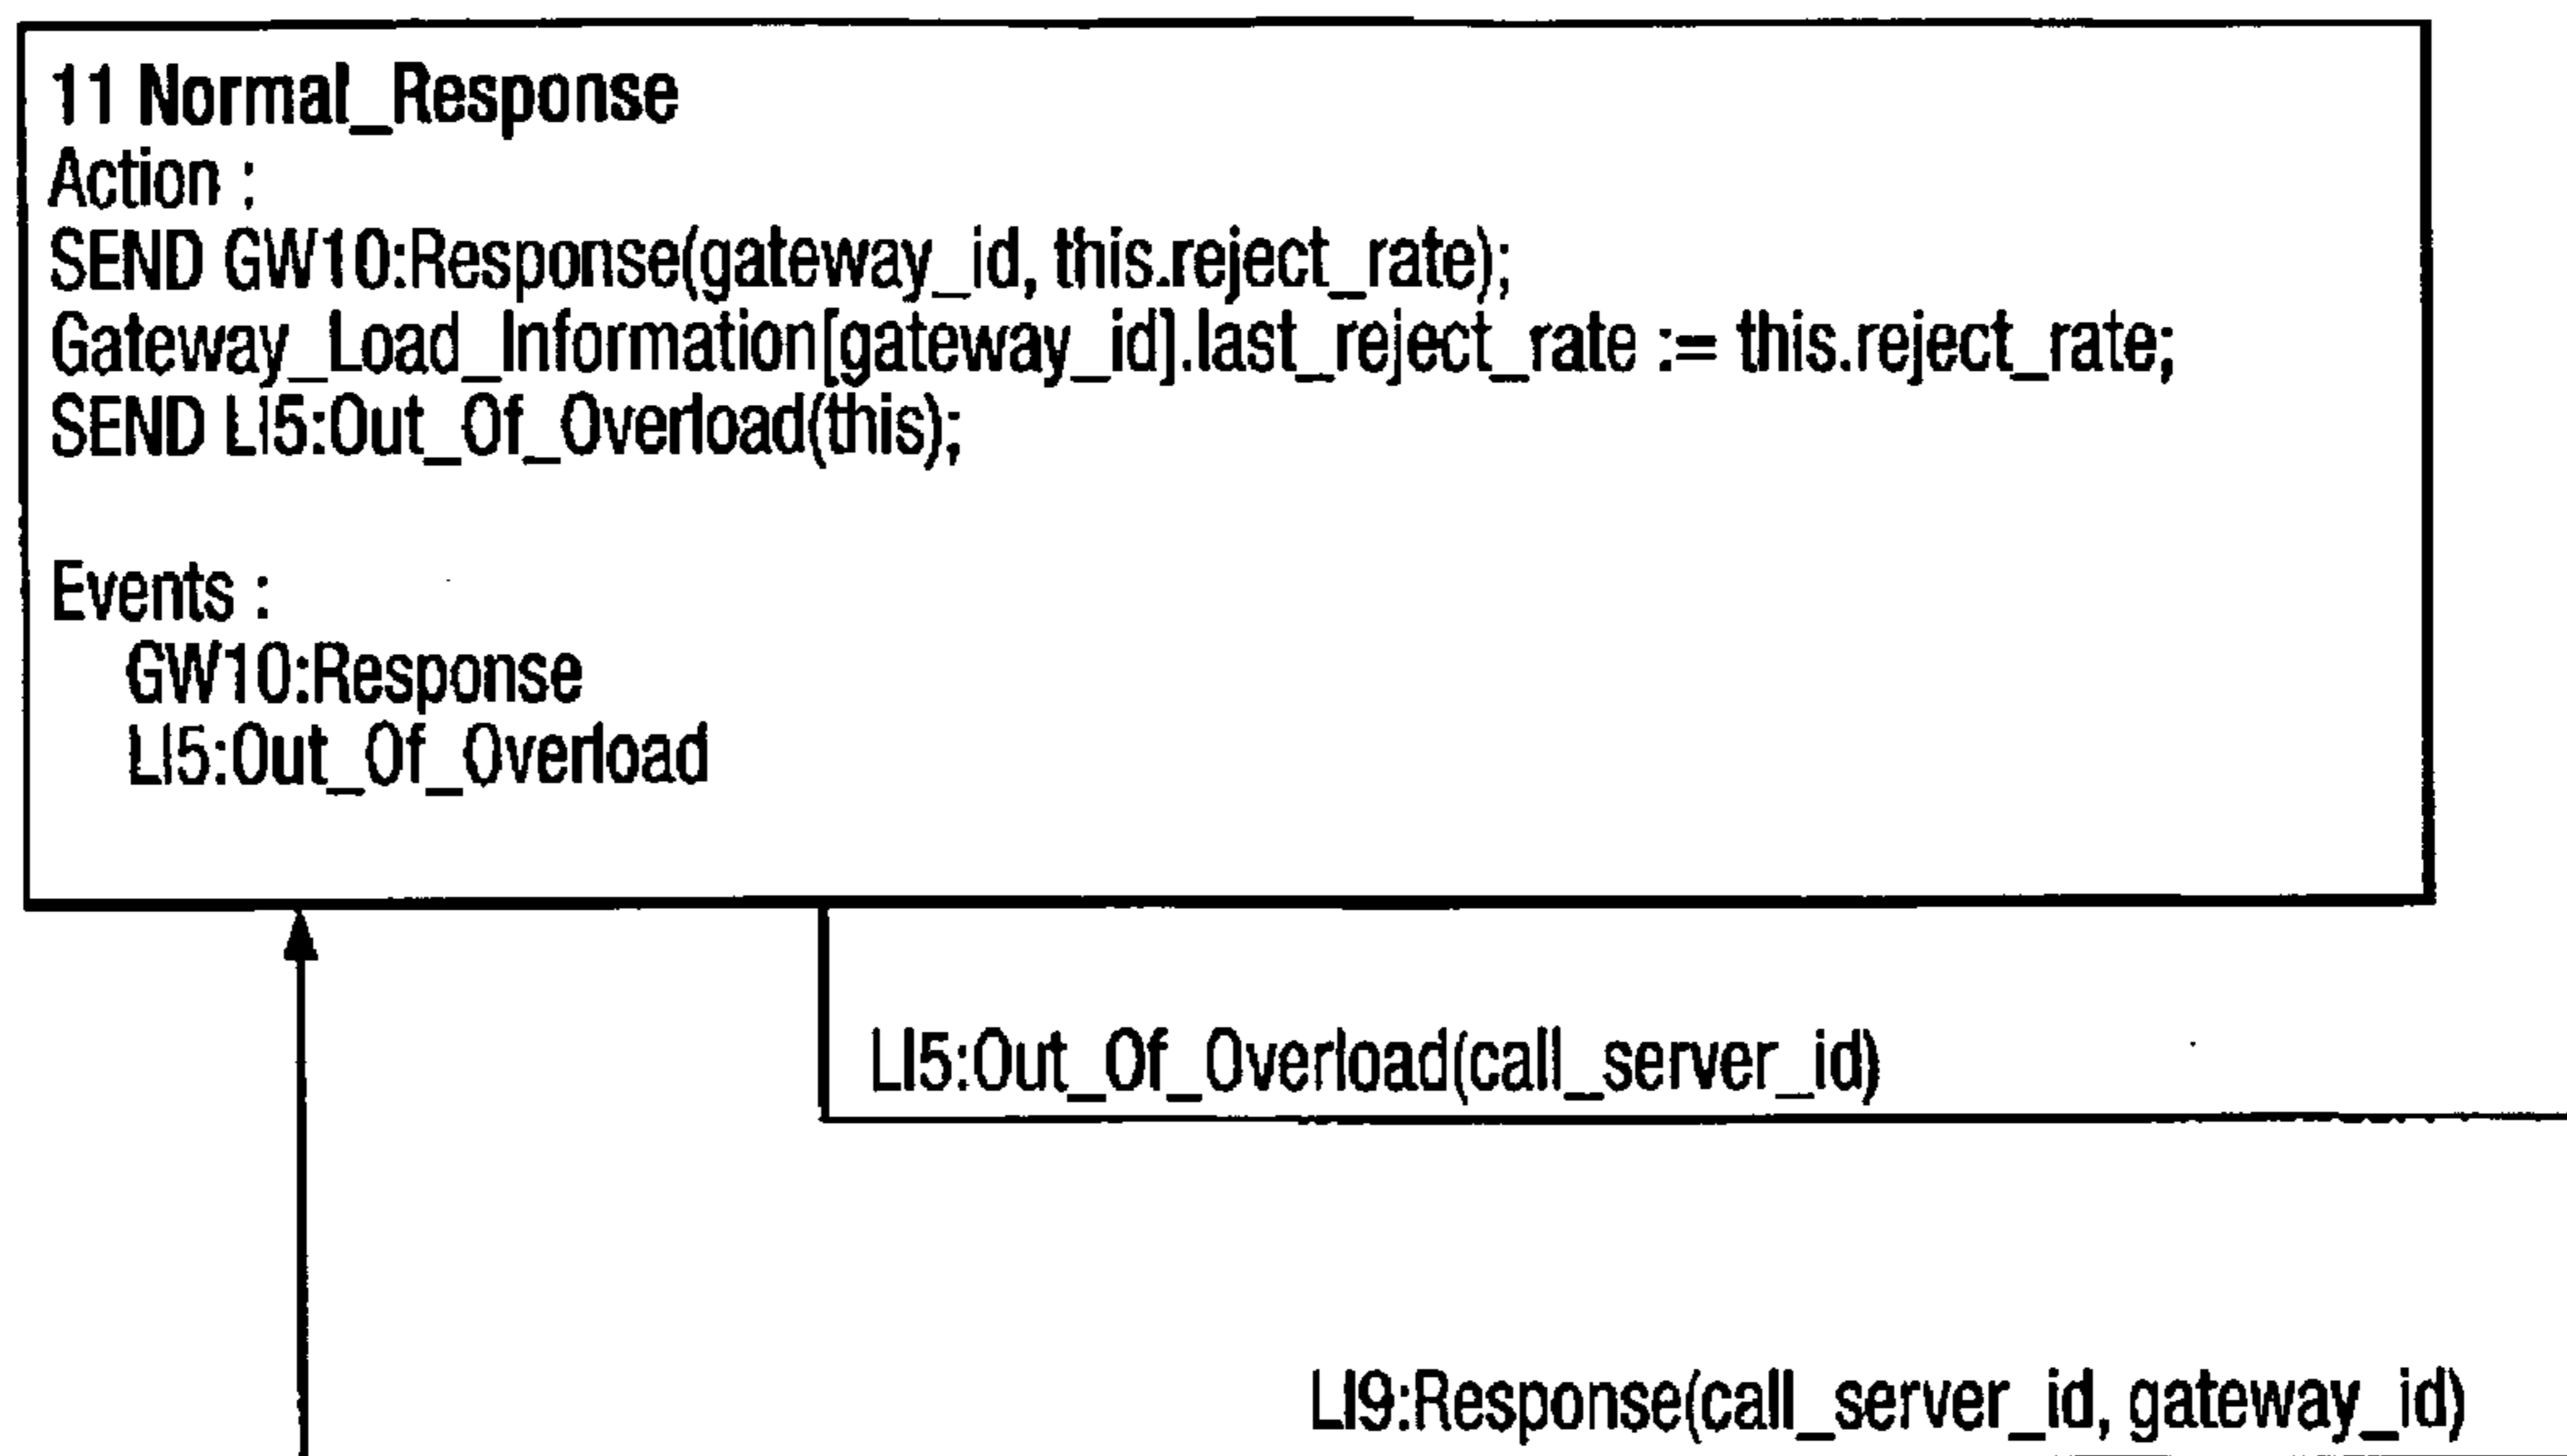 11 Normal_Response
Action :
SEND GW10:Response(gateway_id, this.reject_rate);
Gateway_Load_Information[gateway_id].last_reject_rate := this.reject_rate;
SEND LI5:Out_Of_Overload(this);
Events :
GW10:Response
LI5:Out_Of_Overload
LI5:Out_Of_Overload(call_server_id)
LI9:Response(call_server_id, gateway_id)